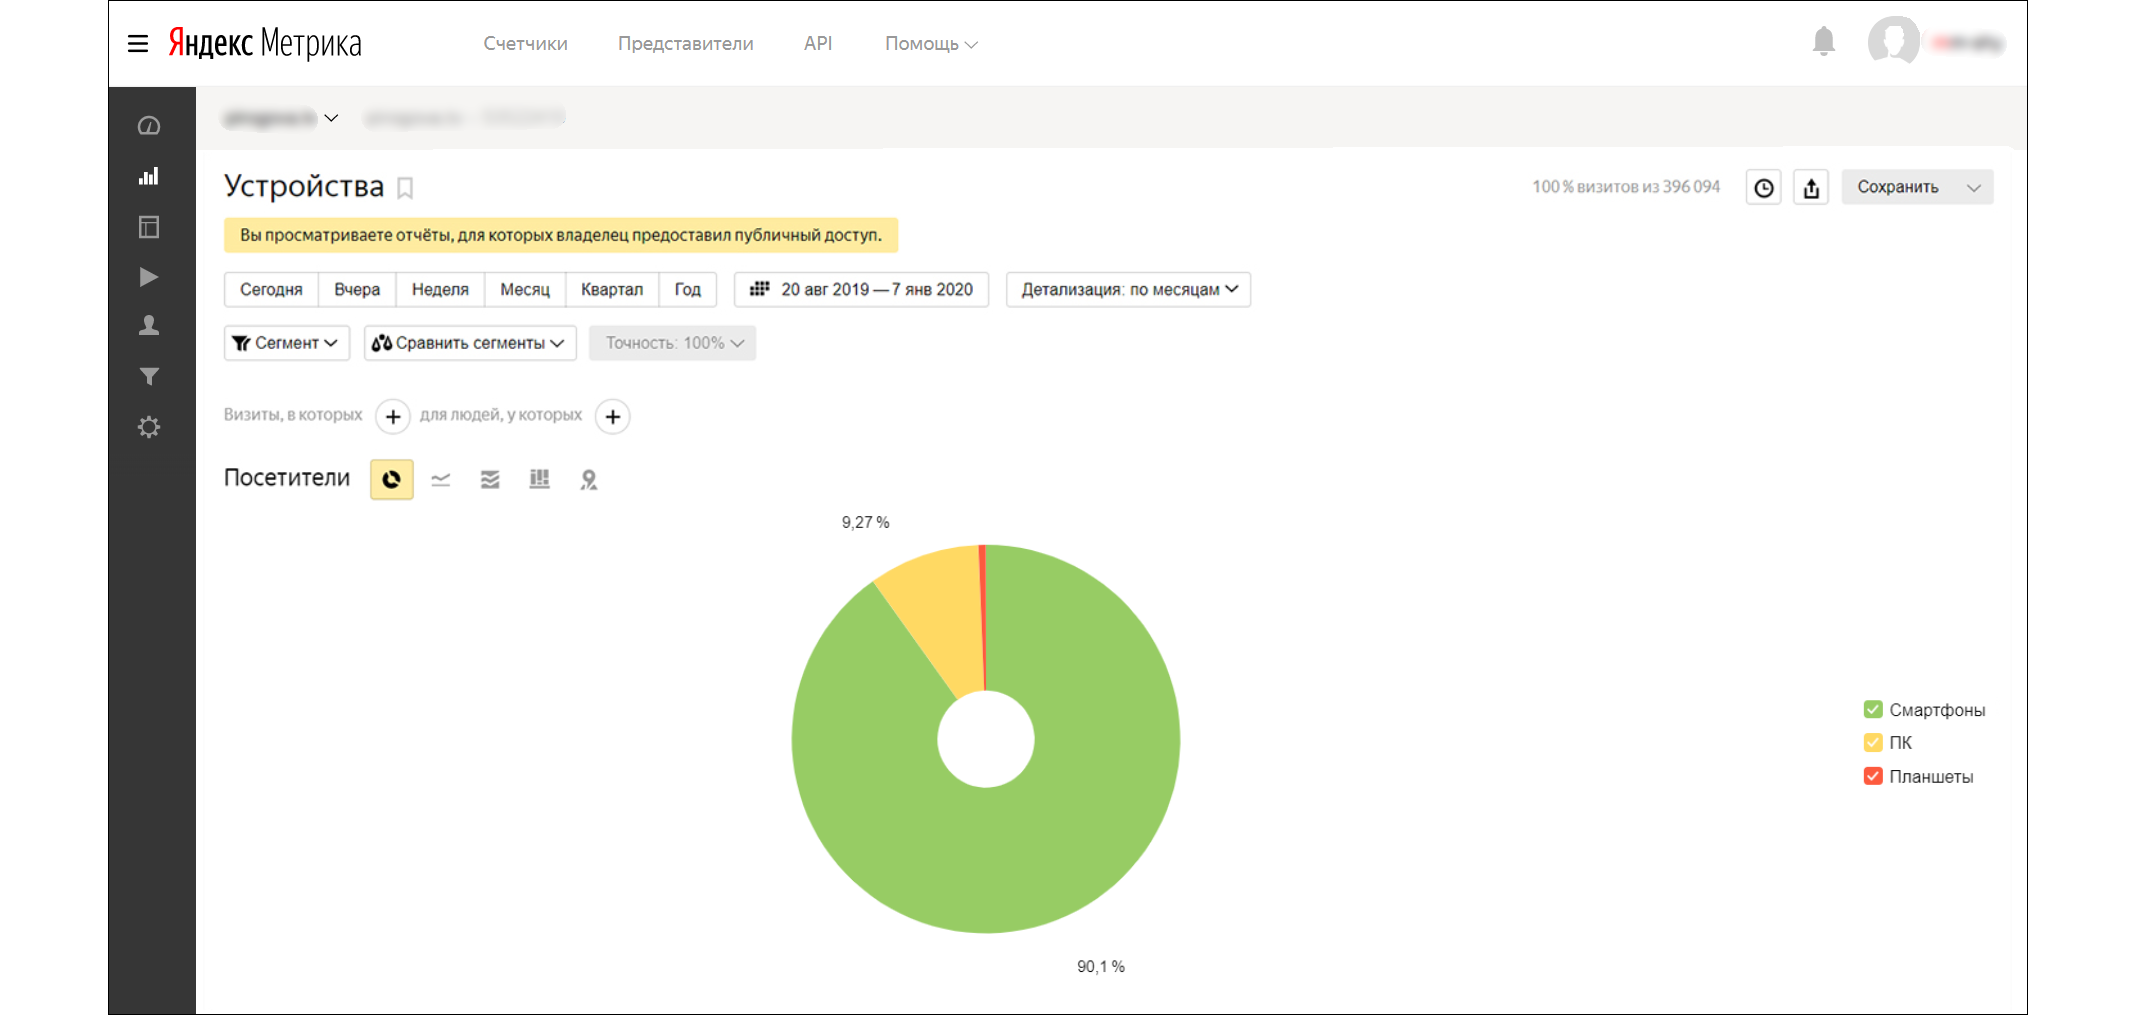 Яндекс Метрика Счетчики Представители API Помощь
Устройства 100 % визитов из 396 094 Сохранить
Вы просматриваете отчёты, для которых владелец предоставил публичный доступ.
Сегодня Вчера Неделя Месяц Квартал Год 20 авг 2019 — 7 янв 2020 Детализация: по месяцам
Сегмент Сравнить сегменты Точность: 100%
Визиты, в которых + для людей, у которых +
Посетители
9,27 %
Смартфоны
ПК
Планшеты
90,1 %